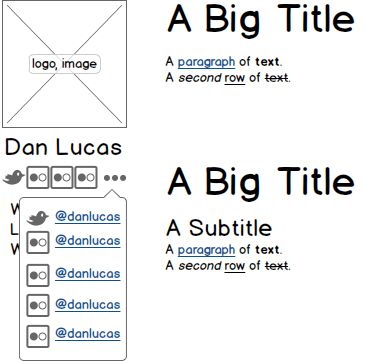 logo, image
Dan Lucas
@danlucas
@danlucas
@danlucas
@danlucas
@danlucas
A Big Title
A paragraph of text.
A second row of text.
A Big Title
A Subtitle
A paragraph of text.
A second row of text.